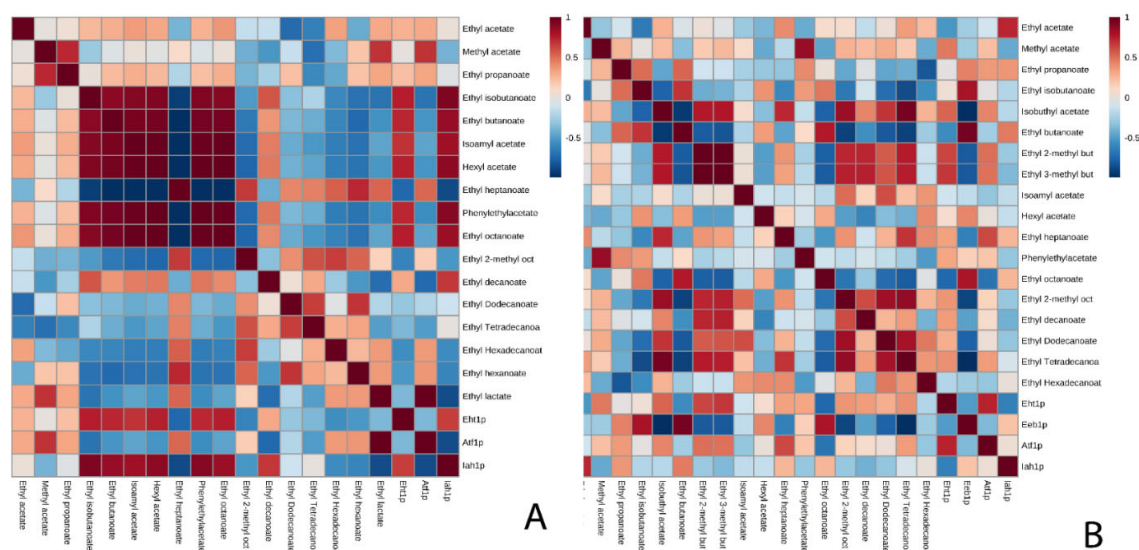 Ethyl acetate
Methyl acetate
Ethyl propanoate
Ethyl isobutanoate
Ethyl butanoate
Isoamyl acetate
Hexyl acetate
Ethyl heptanoate
Phenylethylacetate
Ethyl octanoate
Ethyl 2-methyl oct
Ethyl decanoate
Ethyl Dodecanoate
Ethyl Tetradecanoa
Ethyl Hexadecanoat
Ethyl hexanoate
Ethyl lactate
Eht1p
Atf1p
Iah1p
1
0.5
0
-0.5
Ethyl acetate
Methyl acetate
Ethyl propanoate
Ethyl isobutanoate
Ethyl butanoate
Isoamyl acetate
Hexyl acetate
Ethyl heptanoate
Phenylethylacetate
Ethyl octanoate
Ethyl 2-methyl oct
Ethyl decanoate
Ethyl Dodecanoate
Ethyl Tetradecanoa
Ethyl Hexadecanoat
Ethyl hexanoate
Ethyl lactate
Eht1p
Atf1p
Iah1p
A
Ethyl acetate
Methyl acetate
Ethyl propanoate
Ethyl isobutanoate
Isobuthyl acetate
Ethyl butanoate
Ethyl 2-methyl but
Ethyl 3-methyl but
Isoamyl acetate
Hexyl acetate
Ethyl heptanoate
Phenylethylacetate
Ethyl octanoate
Ethyl 2-methyl oct
Ethyl decanoate
Ethyl Dodecanoate
Ethyl Tetradecanoa
Ethyl Hexadecanoat
Eht1p
Eeb1p
Atf1p
Iah1p
1
0.5
0
-0.5
Methyl acetate
Ethyl propanoate
Ethyl isobutanoate
Isobuthyl acetate
Ethyl butanoate
Ethyl 2-methyl but
Ethyl 3-methyl but
Isoamyl acetate
Hexyl acetate
Ethyl heptanoate
Phenylethylacetate
Ethyl octanoate
Ethyl 2-methyl oct
Ethyl decanoate
Ethyl Dodecanoate
Ethyl Tetradecanoa
Ethyl Hexadecanoa
Eht1p
Eeb1p
Atf1p
Iah1p
B